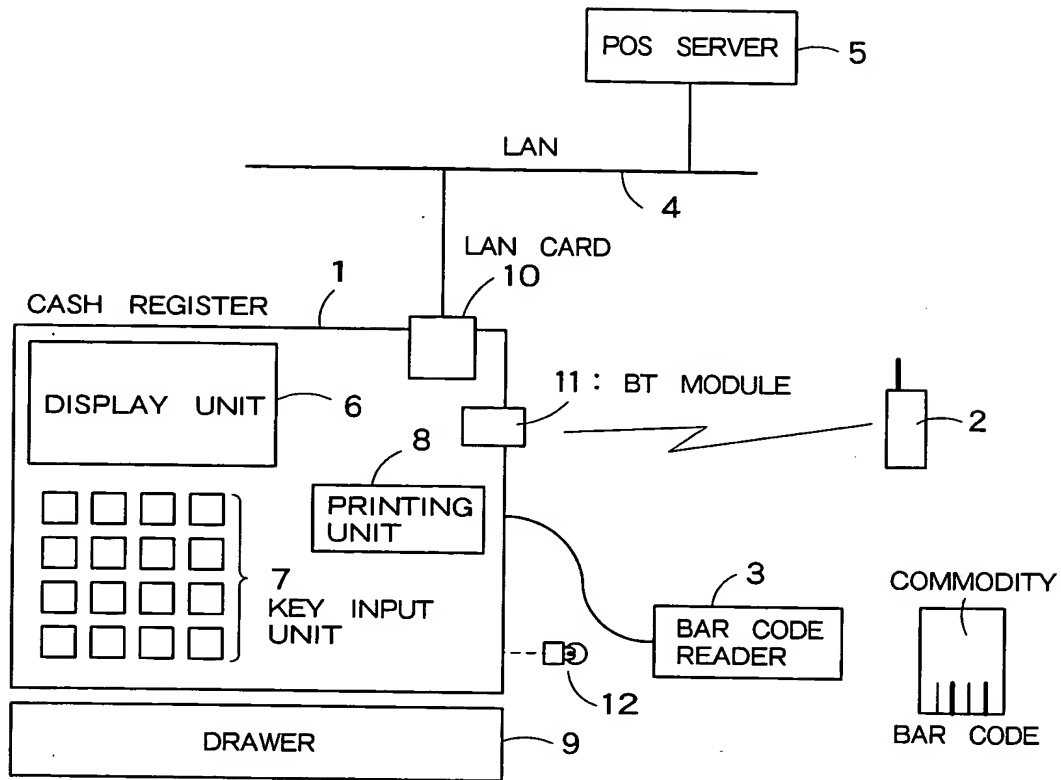 POS SERVER
5
LAN
4
LAN CARD
10
1
CASH REGISTER
DISPLAY UNIT
6
11 : BT MODULE
2
8
PRINTING
UNIT
7
KEY INPUT
UNIT
3
BAR CODE
READER
COMMODITY
12
BAR CODE
DRAWER
9